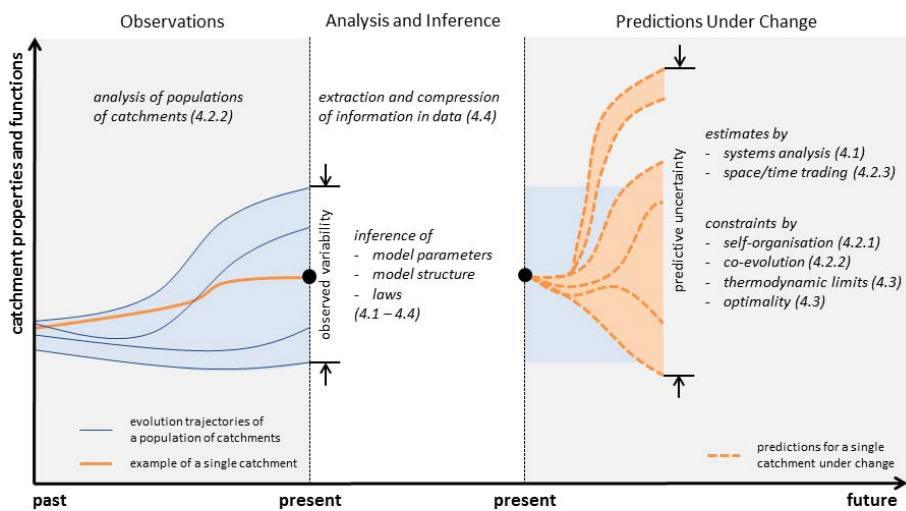 Observations
Analysis and Inference
Predictions Under Change
catchment properties and functions
analysis of populations
of catchments (4.2.2)
extraction and compression
of information in data (4.4)
observed variability
inference of
- model parameters
- model structure
- laws
(4.1 – 4.4)
predictive uncertainty
estimates by
- systems analysis (4.1)
- space/time trading (4.2.3)
constraints by
- self-organisation (4.2.1)
- co-evolution (4.2.2)
- thermodynamic limits (4.3)
- optimality (4.3)
evolution trajectories of
a population of catchments
example of a single catchment
predictions for a single
catchment under change
past
present
present
future